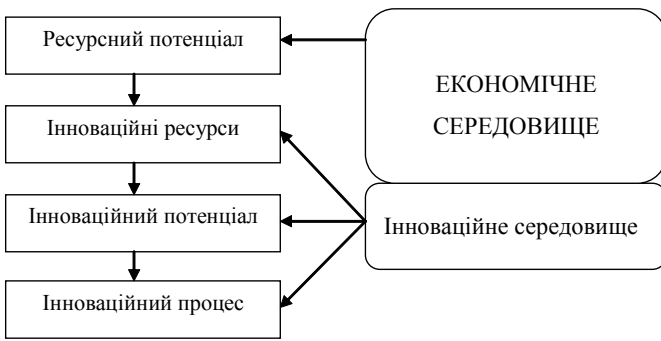 Ресурсний потенціал
Інноваційні ресурси
Інноваційний потенціал
Інноваційний процес
ЕКОНОМІЧНЕ
СЕРЕДОВИЩЕ
Інноваційне середовище